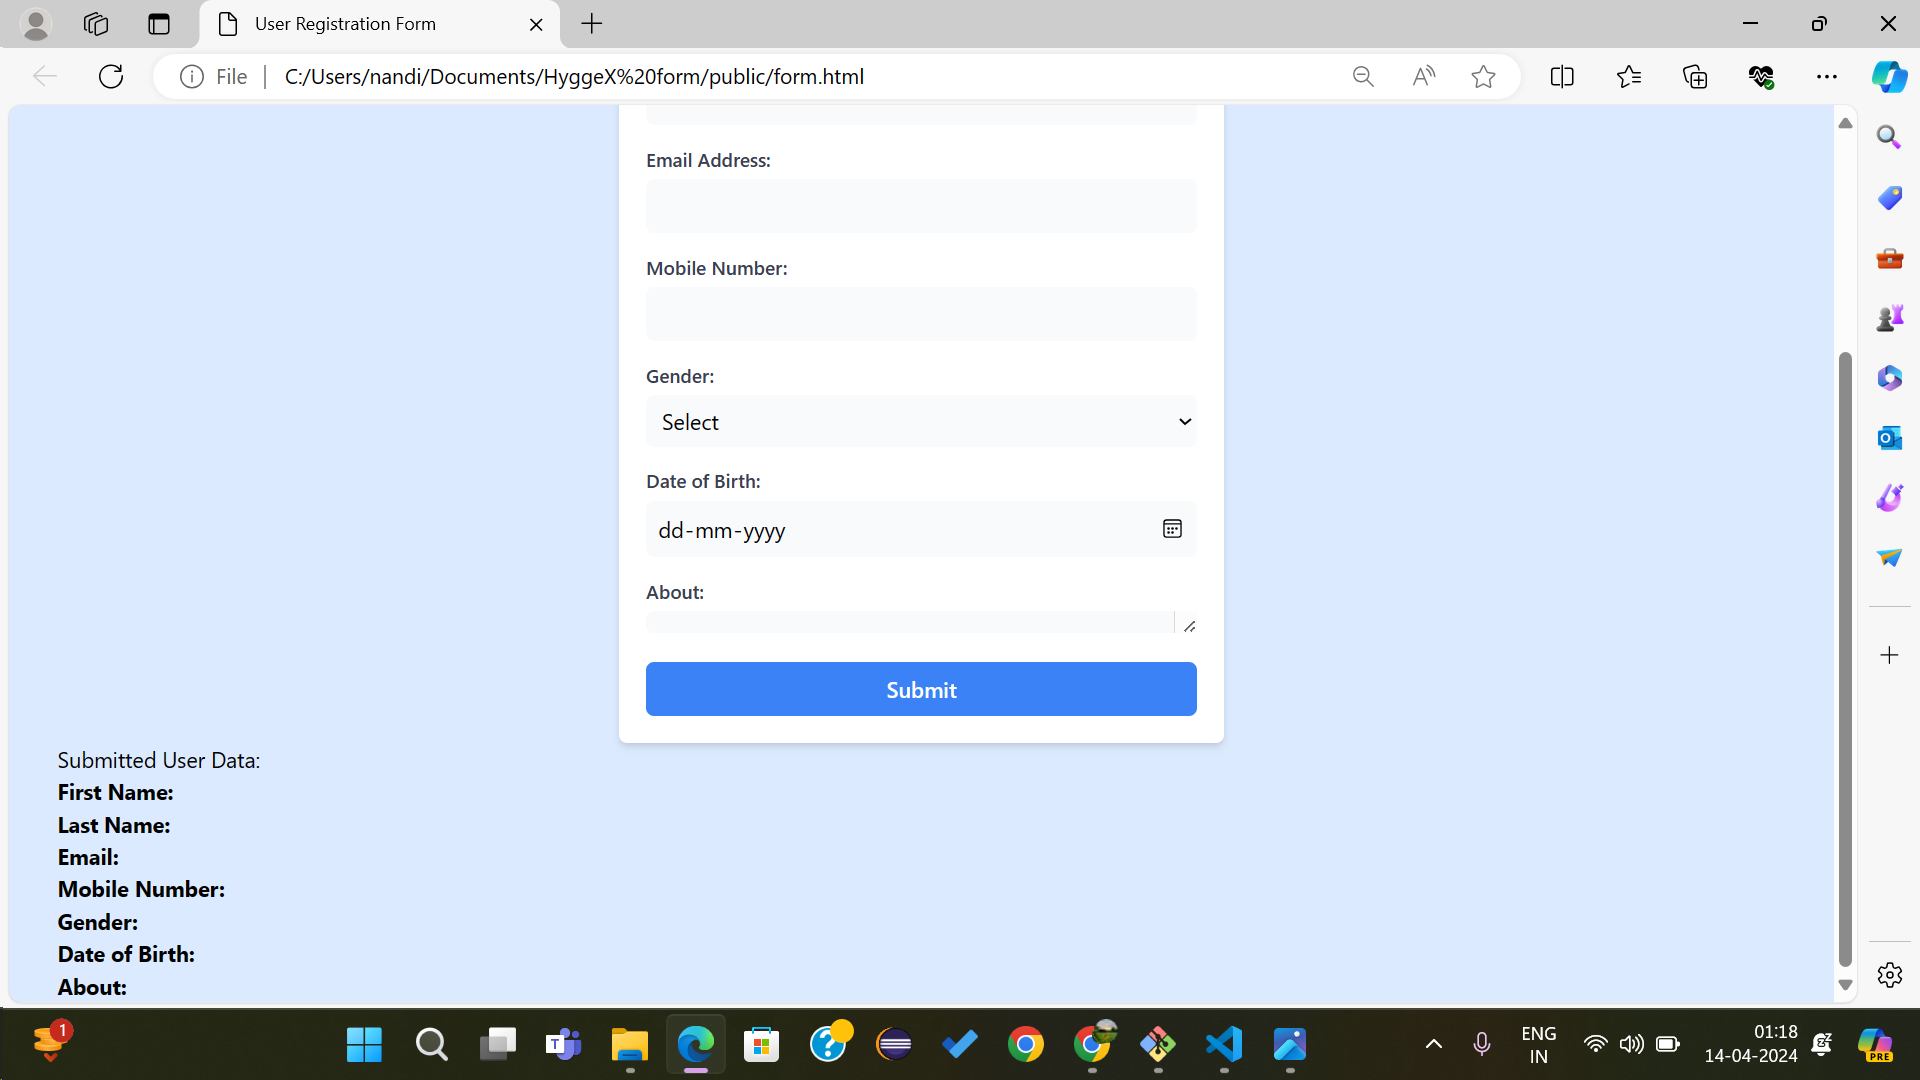 User Registration Form
File
C:/Users/nandi/Documents/HyggeX%20form/public/form.html
Email Address:
Mobile Number:
Gender:
Select
Date of Birth:
dd-mm-yyyy
About:
Submit
Submitted User Data:
First Name:
Last Name:
Email:
Mobile Number:
Gender:
Date of Birth:
About:
1
ENG
IN
01:18
14-04-2024
PRE